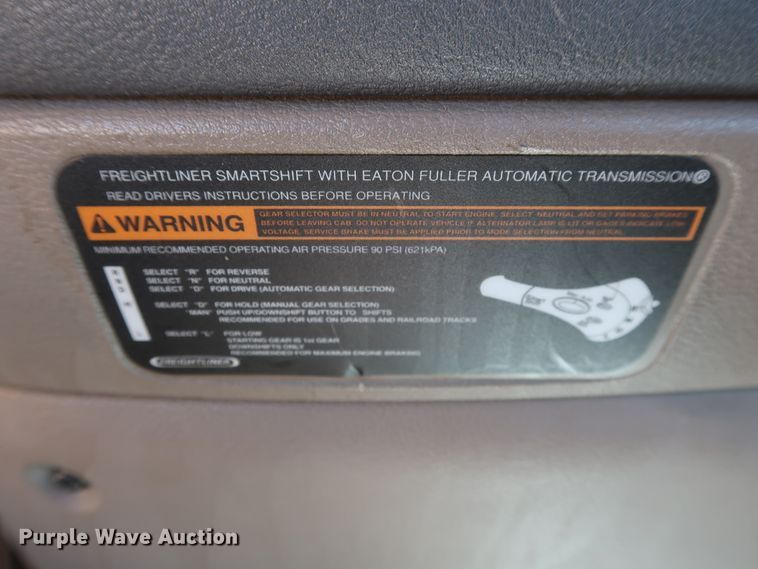 FREIGHTLINER SMARTSHIFT WITH EATON FULLER AUTOMATIC TRANSMISSION®
READ DRIVERS INSTRUCTIONS BEFORE OPERATING
WARNING
GEAR SELECTOR MUST BE IN NEUTRAL TO START ENGINE. SELECT NEUTRAL AND SET PARKING BRAKES
BEFORE LEAVING CAB. DO NOT OPERATE VEHICLE IF ALTERNATOR LAMP IS LIT OR GAGES INDICATE LOW
VOLTAGE. SERVICE BRAKE MUST BE APPLIED PRIOR TO MODE SELECTION FROM NEUTRAL.
MINIMUM RECOMMENDED OPERATING AIR PRESSURE 90 PSI (621kPA)
SELECT "R" FOR REVERSE
SELECT "N" FOR NEUTRAL
SELECT "D" FOR DRIVE (AUTOMATIC GEAR SELECTION)
SELECT "D" FOR HOLD (MANUAL GEAR SELECTION)
"MAN" PUSH UP/DOWNSHIFT BUTTON TO SHIFTS
RECOMMENDED FOR USE ON GRADES AND RAILROAD TRACKS
SELECT "L" FOR LOW
STARTING GEAR IS 1st GEAR
DOWNSHIFTS ONLY
RECOMMENDED FOR MAXIMUM ENGINE BRAKING
FREIGHTLINER
Purple Wave Auction